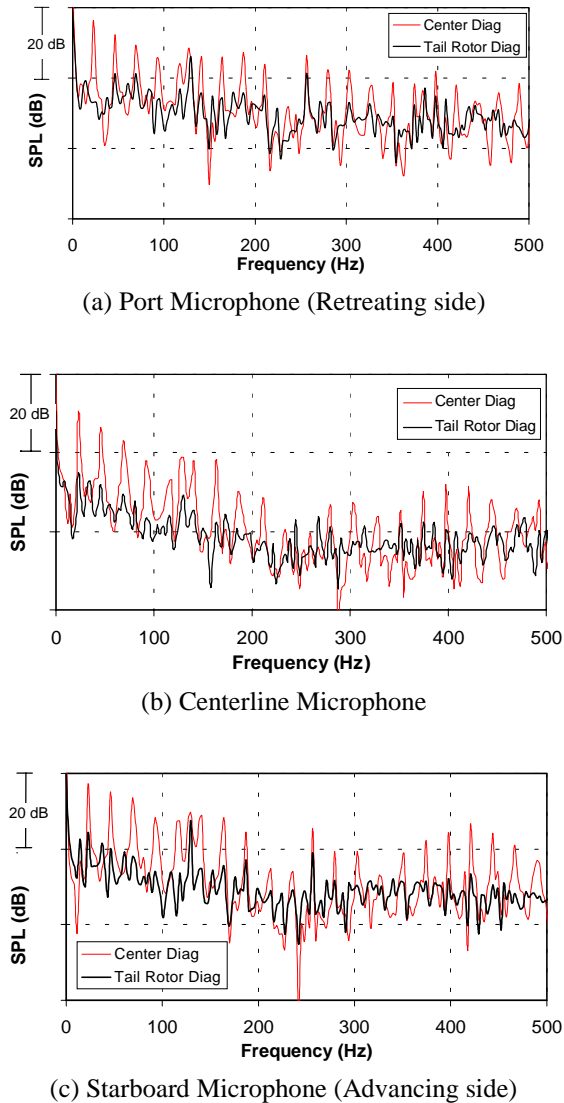 20 dB
SPL (dB)
Center Diag
Tail Rotor Diag
0 100 200 300 400 500
Frequency (Hz)
(a) Port Microphone (Retreating side)
20 dB
SPL (dB)
Center Diag
Tail Rotor Diag
0 100 200 300 400 500
Frequency (Hz)
(b) Centerline Microphone
20 dB
SPL (dB)
Center Diag
Tail Rotor Diag
0 100 200 300 400 500
Frequency (Hz)
(c) Starboard Microphone (Advancing side)